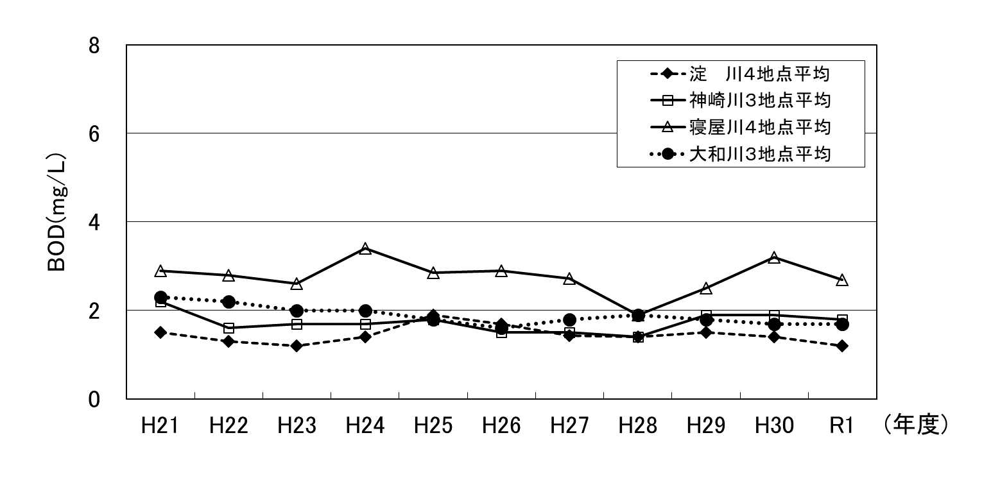 8
6
4
2
0
BOD(mg/L)
淀　川4地点平均
神崎川3地点平均
寝屋川4地点平均
大和川3地点平均
H21 H22 H23 H24 H25 H26 H27 H28 H29 H30 R1 （年度）